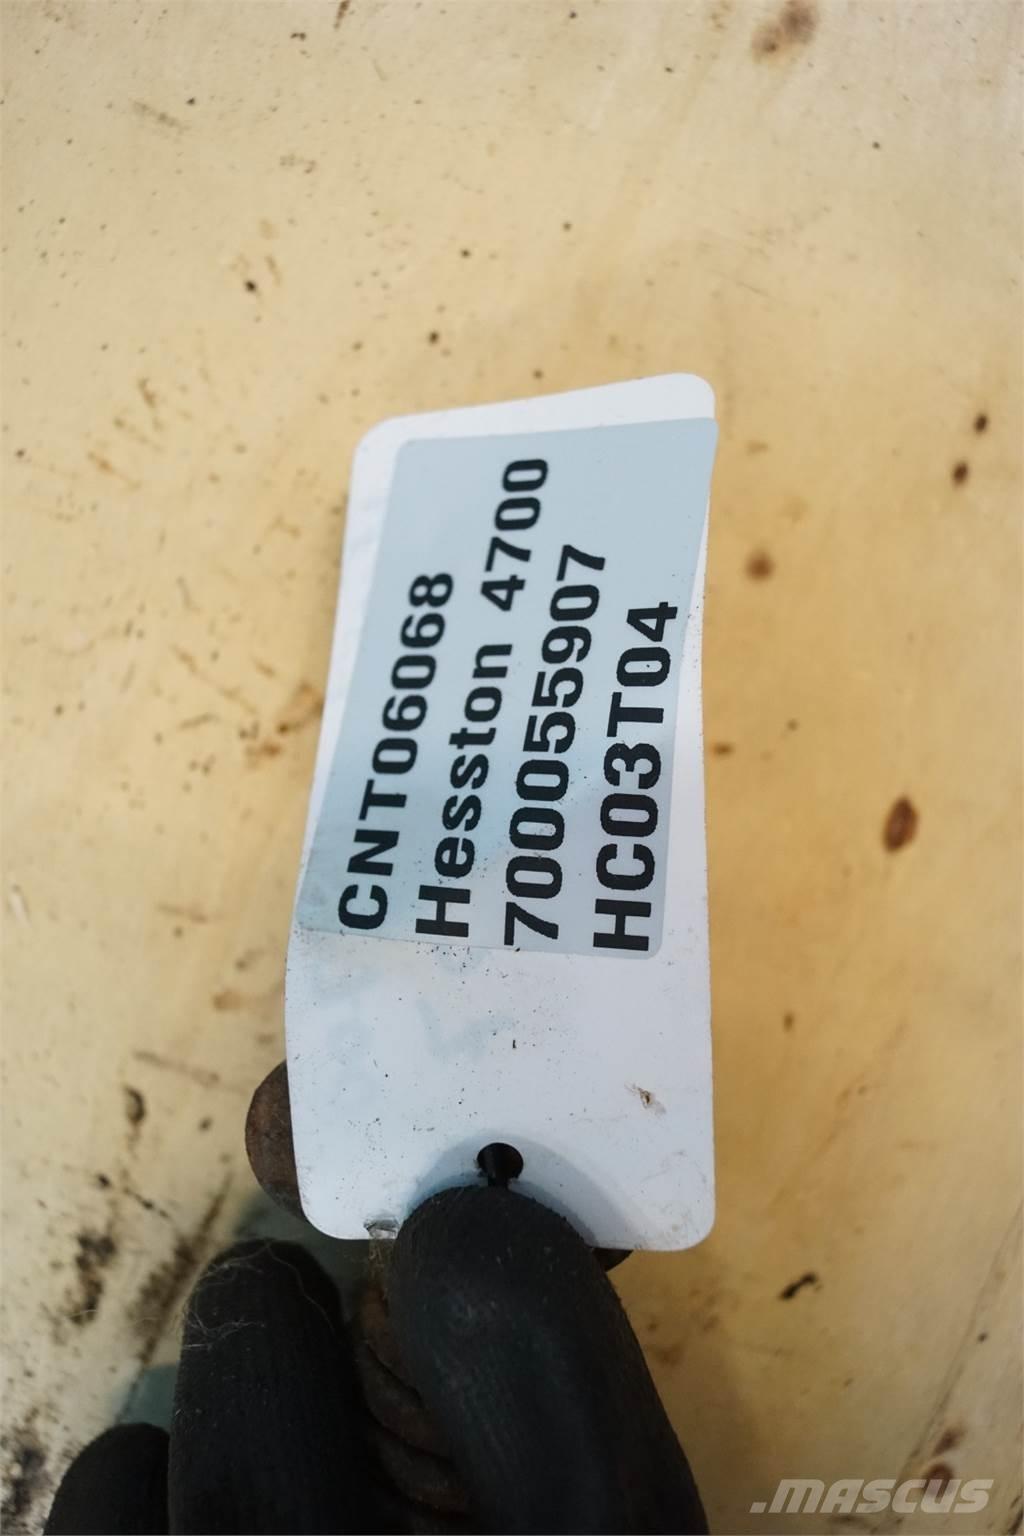 CNT06068
Hesston 4700
700055907
HC03T04
.MASCUS